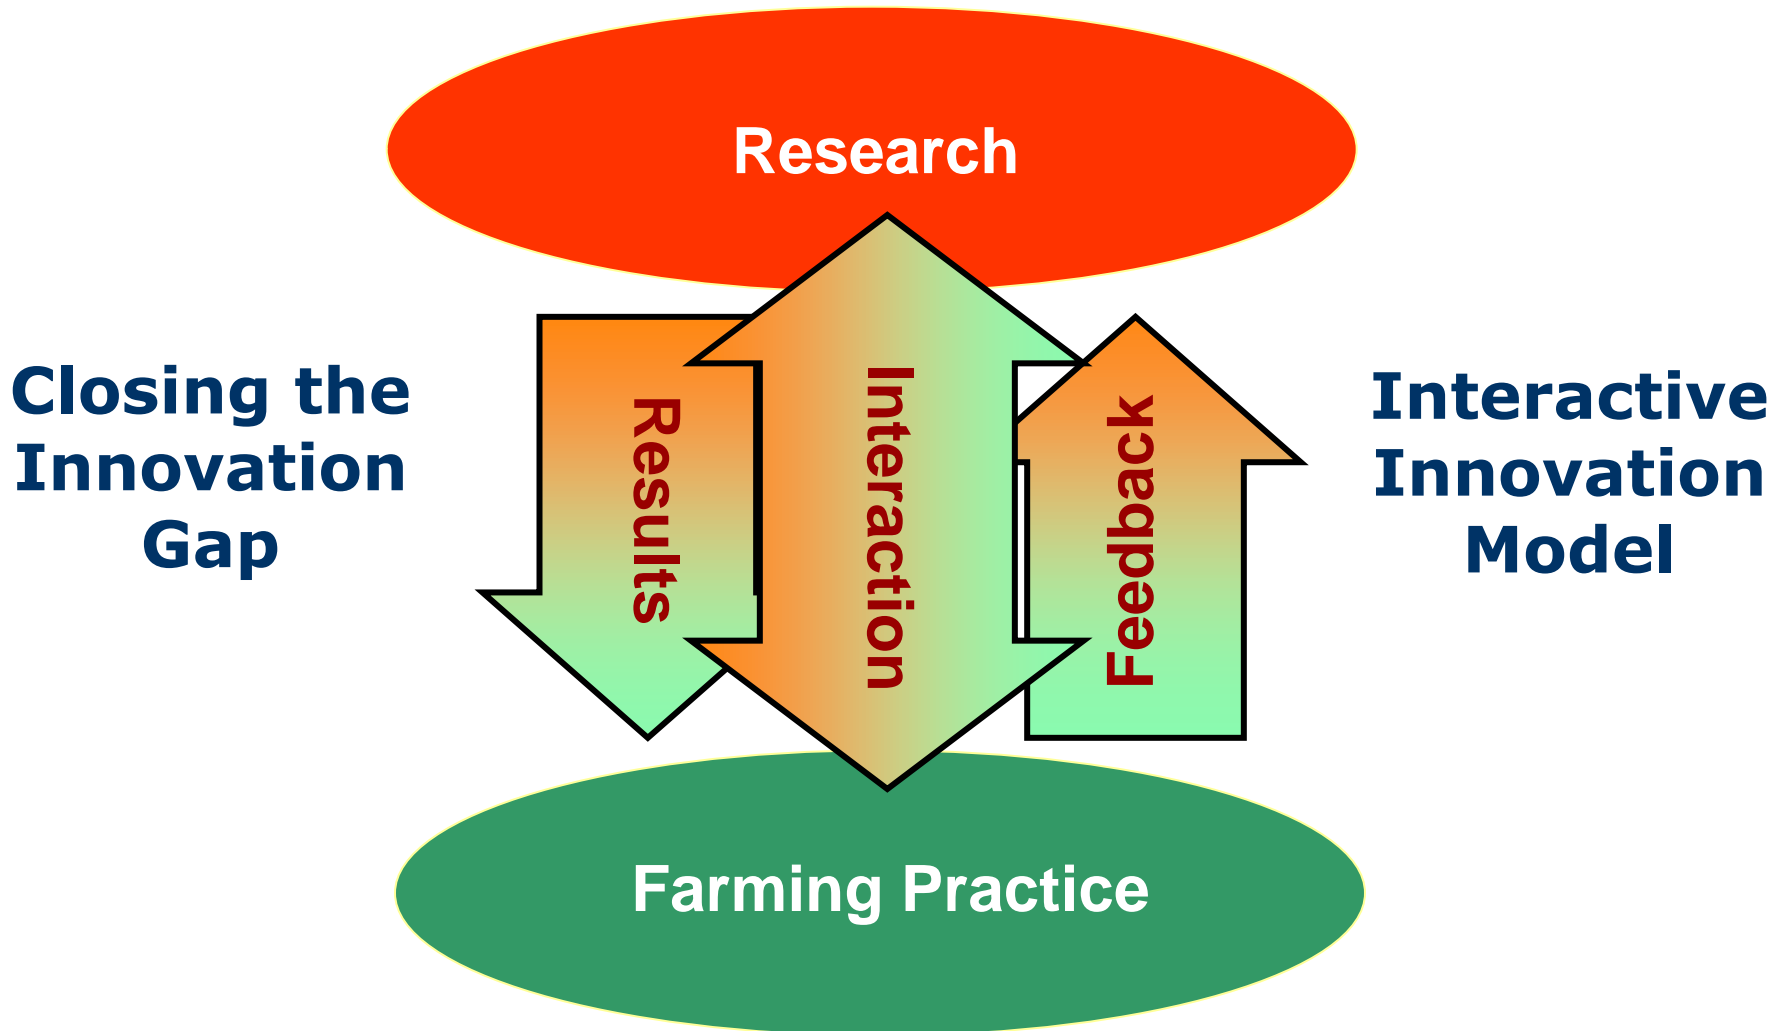 Research
Closing the
Innovation
Gap
Results
Interaction
Feedback
Interactive
Innovation
Model
Farming Practice